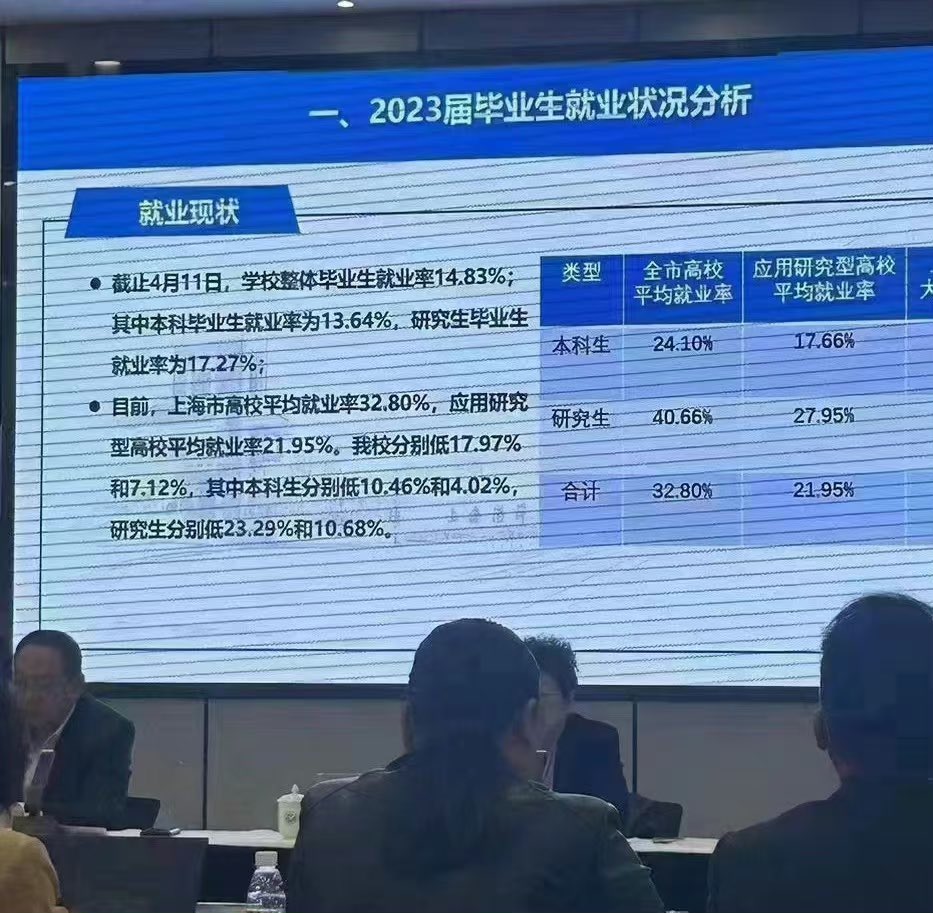 一、2023届毕业生就业状况分析
就业现状
● 截止4月11日，学校整体毕业生就业率14.83%；
其中本科毕业生就业率为13.64%，研究生毕业生
就业率为17.27%；
● 目前，上海市高校平均就业率32.80%，应用研究
型高校平均就业率21.95%。我校分别低17.97%
和7.12%，其中本科生分别低10.46%和4.02%，
研究生分别低23.29%和10.68%。
类型 全市高校 应用研究型高校
平均就业率 平均就业率
本科生 24.10% 17.66%
研究生 40.66% 27.95%
合计 32.80% 21.95%